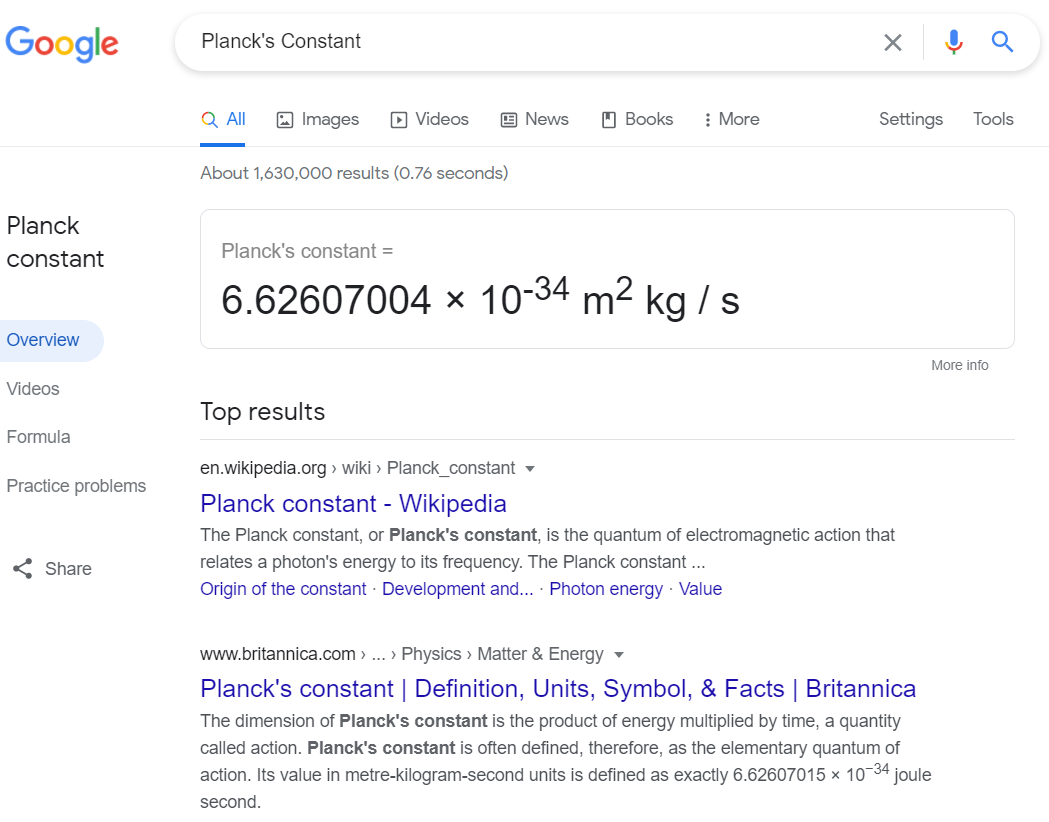 Google
Planck's Constant
All Images Videos News Books More Settings Tools
About 1,630,000 results (0.76 seconds)
Planck
constant
Overview
Videos
Formula
Practice problems
Share
Planck's constant =
6.62607004 × 10⁻³⁴ m² kg / s
More info
Top results
en.wikipedia.org › wiki › Planck_constant
Planck constant - Wikipedia
The Planck constant, or Planck's constant, is the quantum of electromagnetic action that
relates a photon's energy to its frequency. The Planck constant ...
Origin of the constant · Development and... · Photon energy · Value
www.britannica.com › ... › Physics › Matter & Energy
Planck's constant | Definition, Units, Symbol, & Facts | Britannica
The dimension of Planck's constant is the product of energy multiplied by time, a quantity
called action. Planck's constant is often defined, therefore, as the elementary quantum of
action. Its value in metre-kilogram-second units is defined as exactly 6.62607015 × 10⁻³⁴ joule
second.